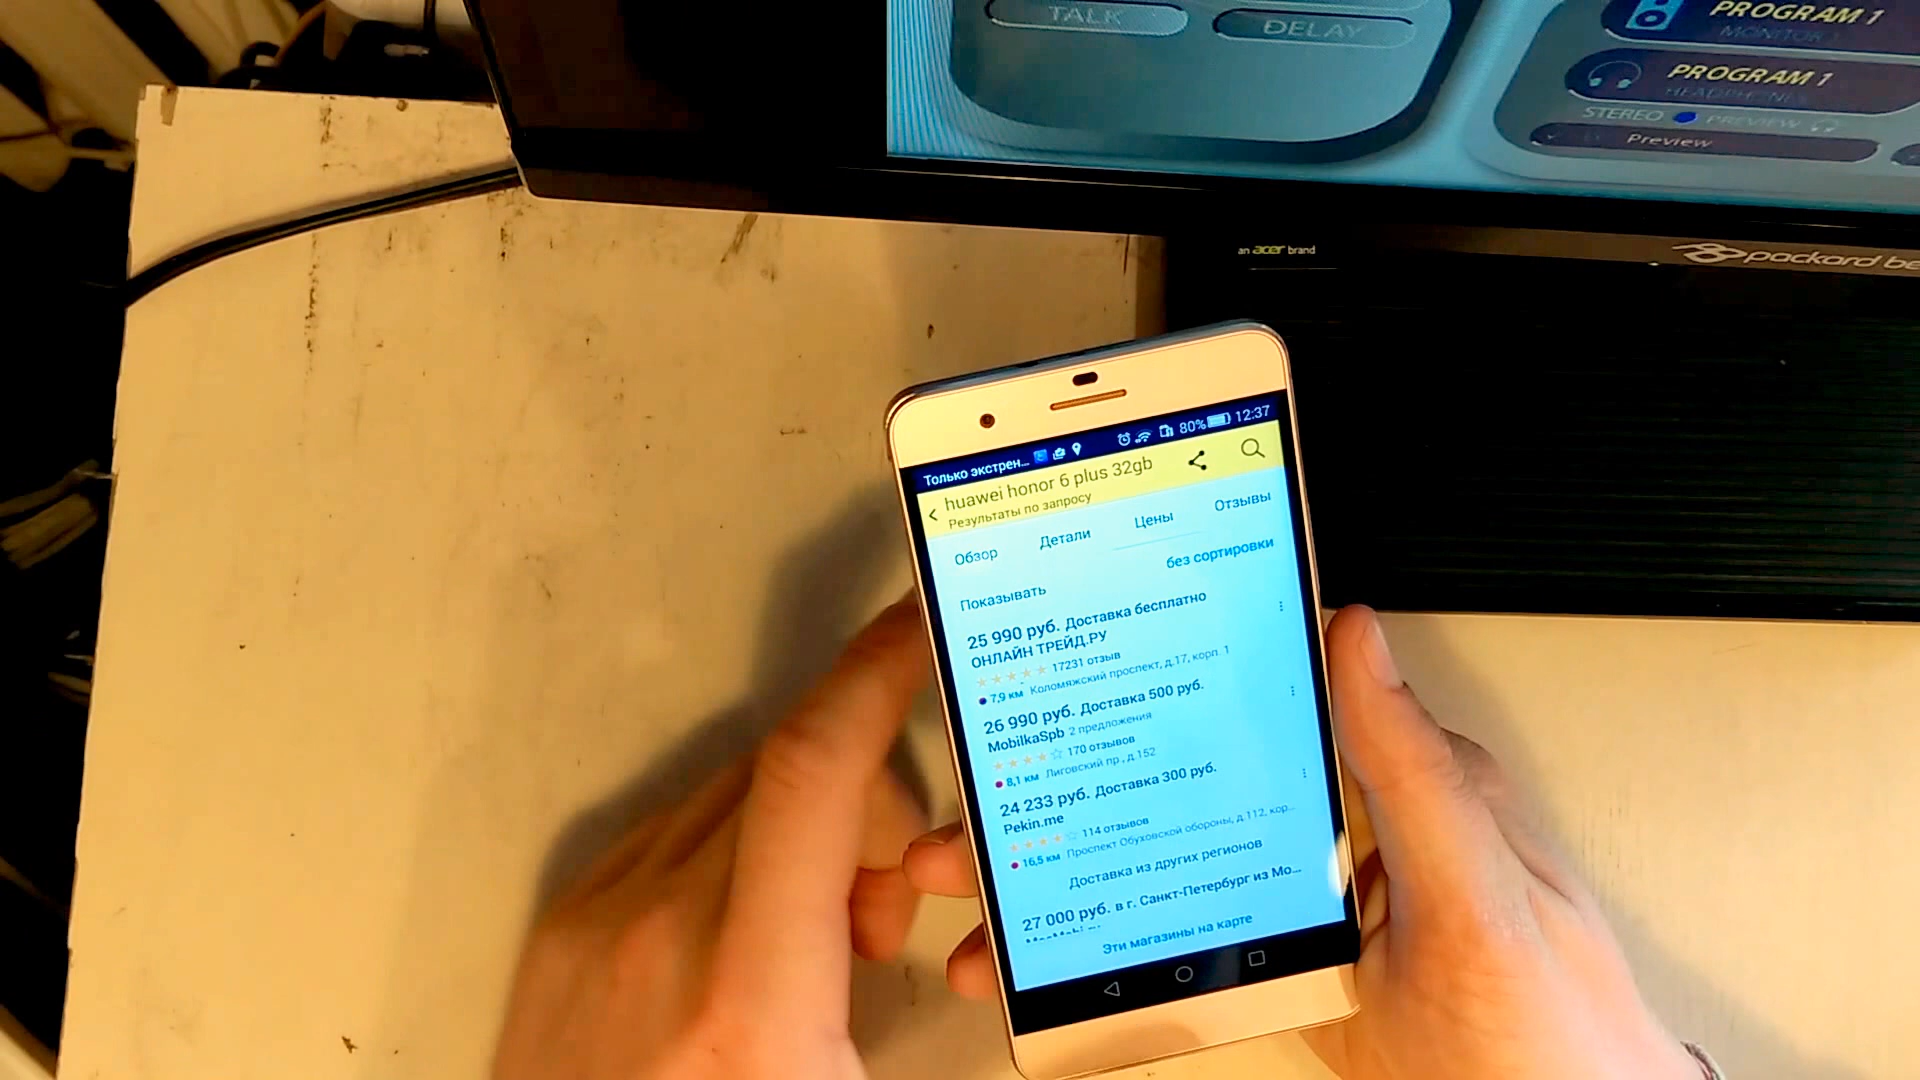 TALK
DELAY
PROGRAM 1
MONITOR
PROGRAM 1
HEADPHONES
STEREO PREVIEW
Preview
an acer brand
packard be
Только экстрен... 80% 12:37
huawei honor 6 plus 32gb
Результаты по запросу
Обзор Детали Цены Отзывы
без сортировки
Показывать
25 990 руб. Доставка бесплатно
ОНЛАЙН ТРЕЙД.РУ
17231 отзыв
7,9 км Коломяжский проспект, д.17, корп. 1
26 990 руб. Доставка 500 руб.
MobilkaSpb 2 предложения
170 отзывов
8,1 км Лиговский пр., д.152
24 233 руб. Доставка 300 руб.
Pekin.me
114 отзывов
16,5 км Проспект Обуховской обороны, д.112, кор...
Доставка из других регионов
27 000 руб. в г. Санкт-Петербург из Мо...
Эти магазины на карте